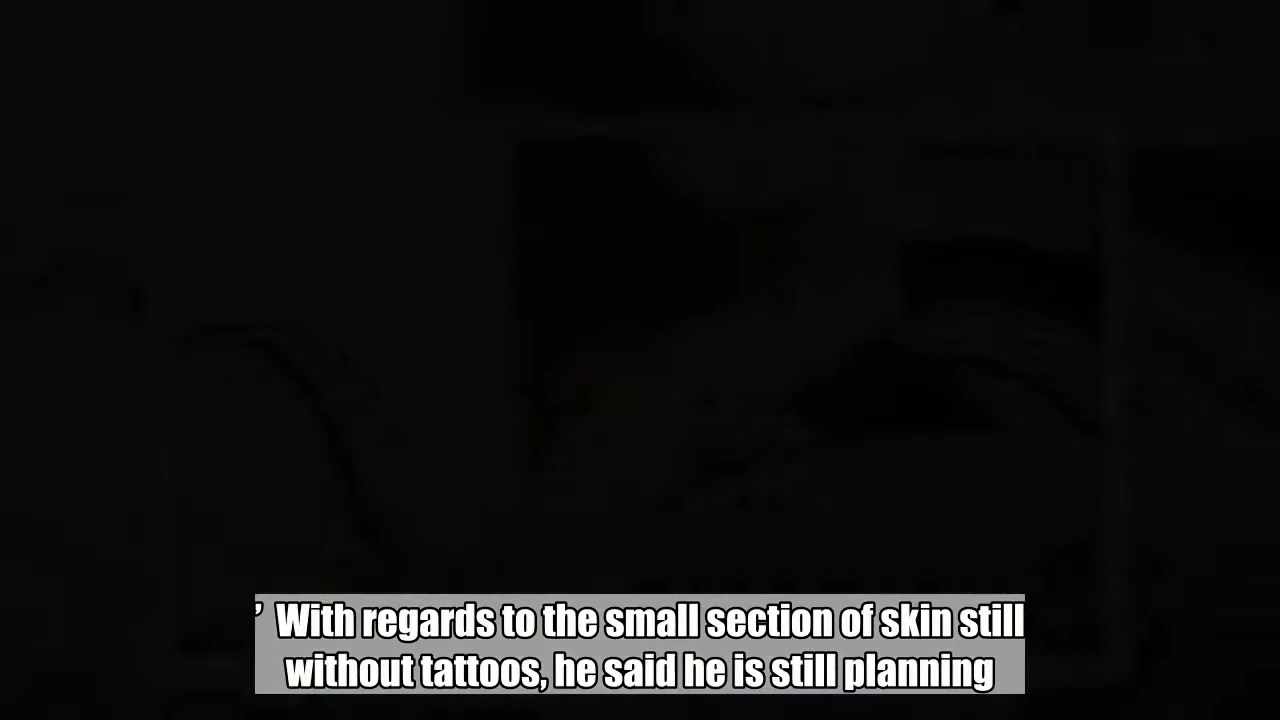 ’ With regards to the small section of skin still
without tattoos, he said he is still planning